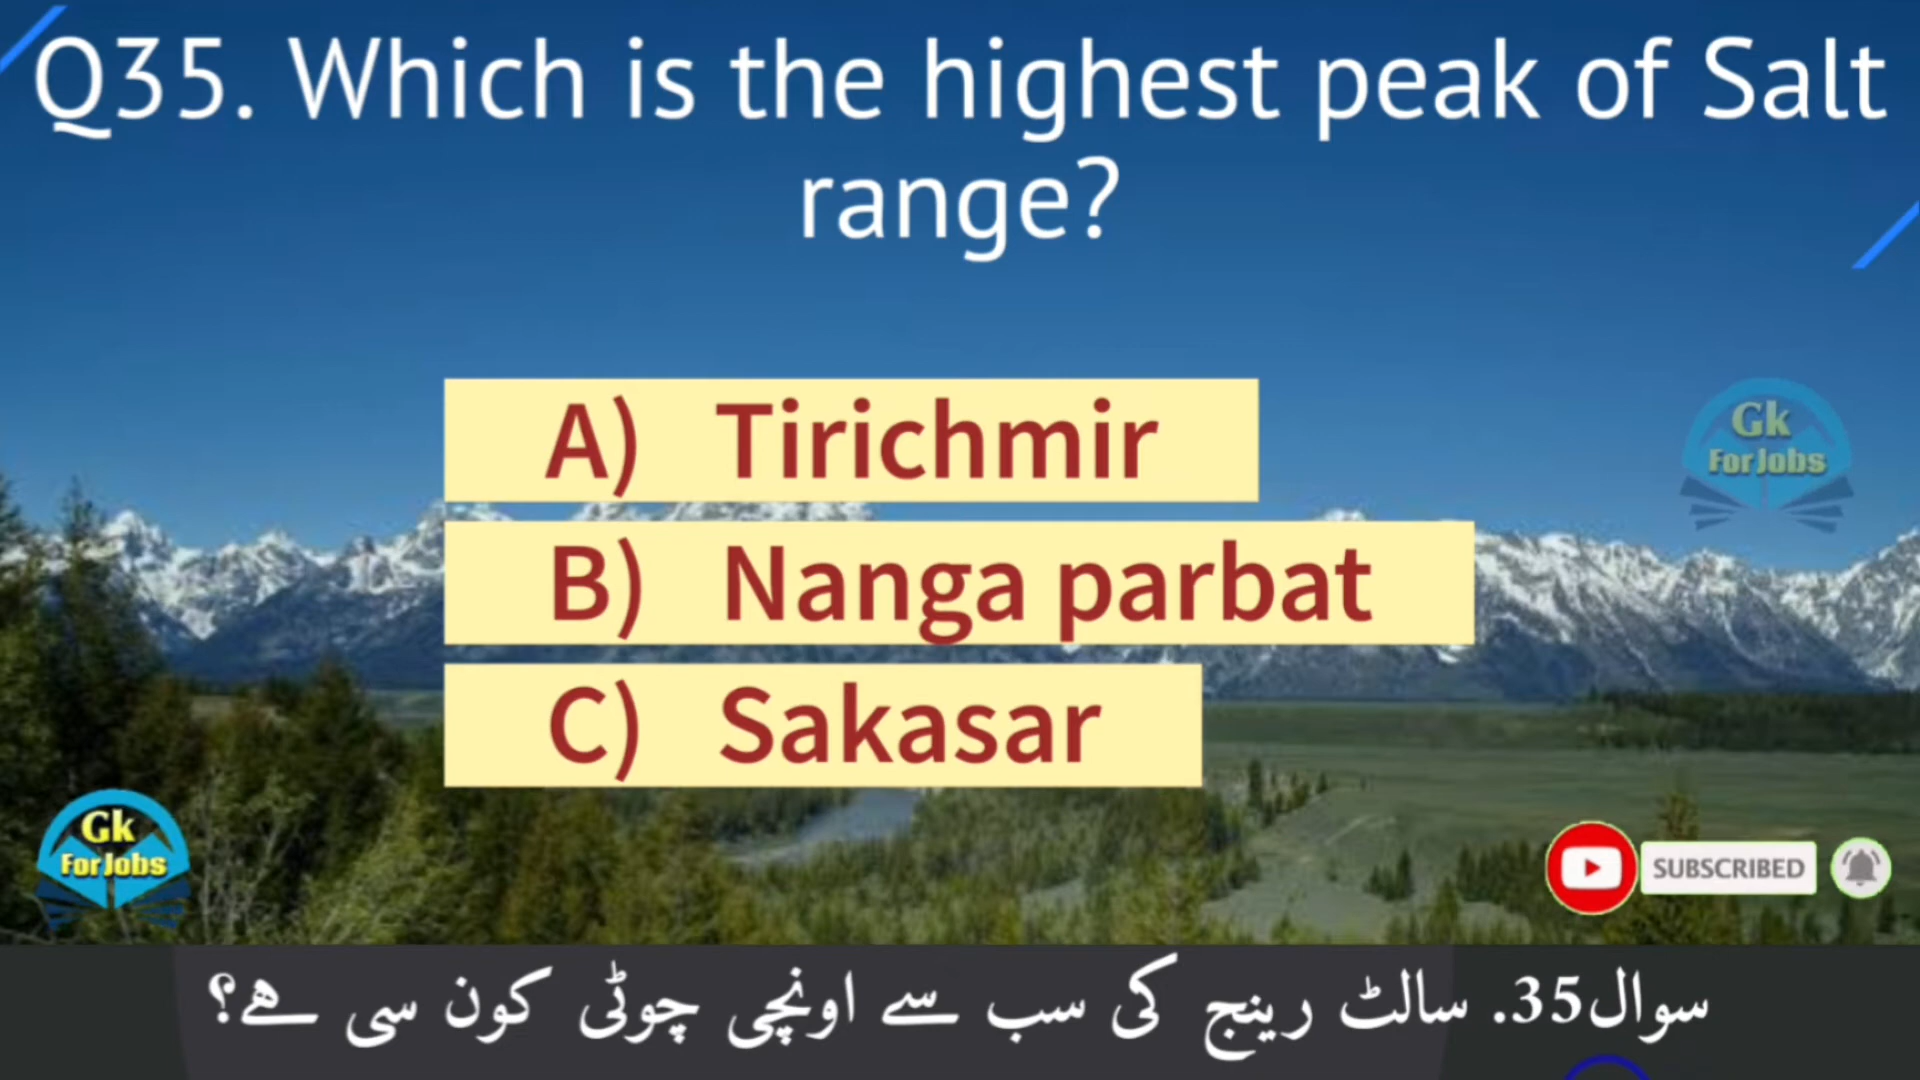 Q35. Which is the highest peak of Salt
range?
A) Tirichmir
B) Nanga parbat
C) Sakasar
Gk
ForJobs
Gk
ForJobs
SUBSCRIBED
سوال35. سالٹ رینج کی سب سے اونچی چوٹی کون سی ہے؟